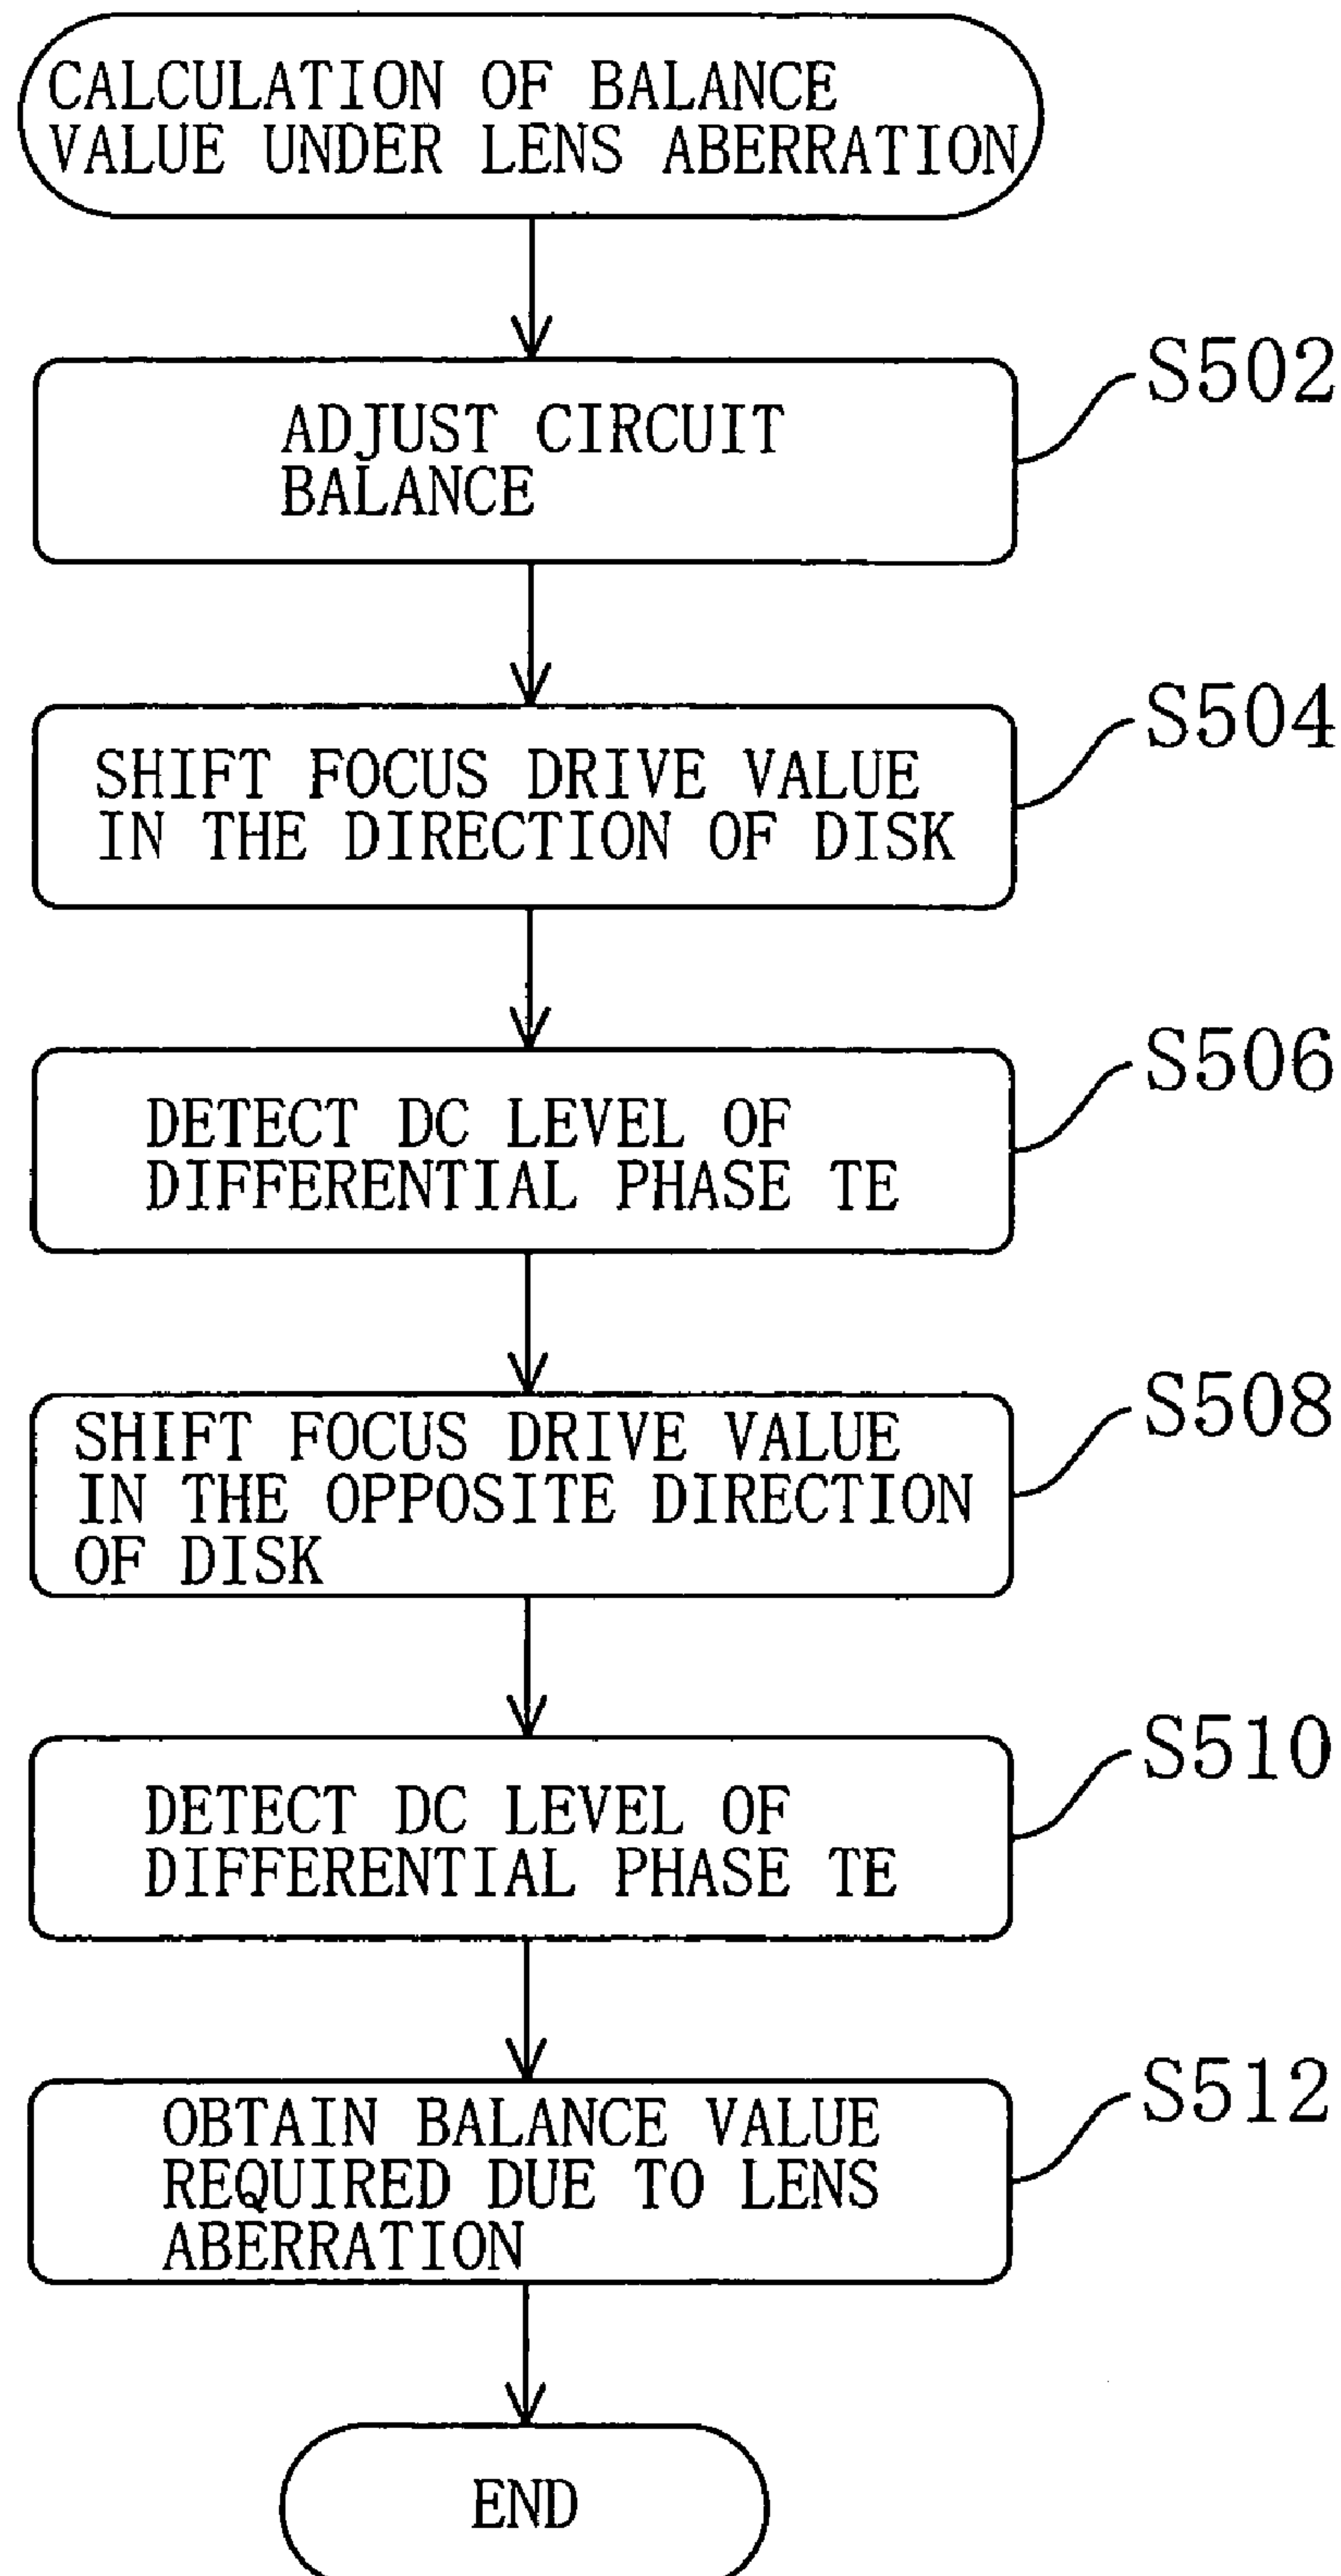 CALCULATION OF BALANCE
VALUE UNDER LENS ABERRATION
S502
ADJUST CIRCUIT
BALANCE
S504
SHIFT FOCUS DRIVE VALUE
IN THE DIRECTION OF DISK
S506
DETECT DC LEVEL OF
DIFFERENTIAL PHASE TE
S508
SHIFT FOCUS DRIVE VALUE
IN THE OPPOSITE DIRECTION
OF DISK
S510
DETECT DC LEVEL OF
DIFFERENTIAL PHASE TE
S512
OBTAIN BALANCE VALUE
REQUIRED DUE TO LENS
ABERRATION
END